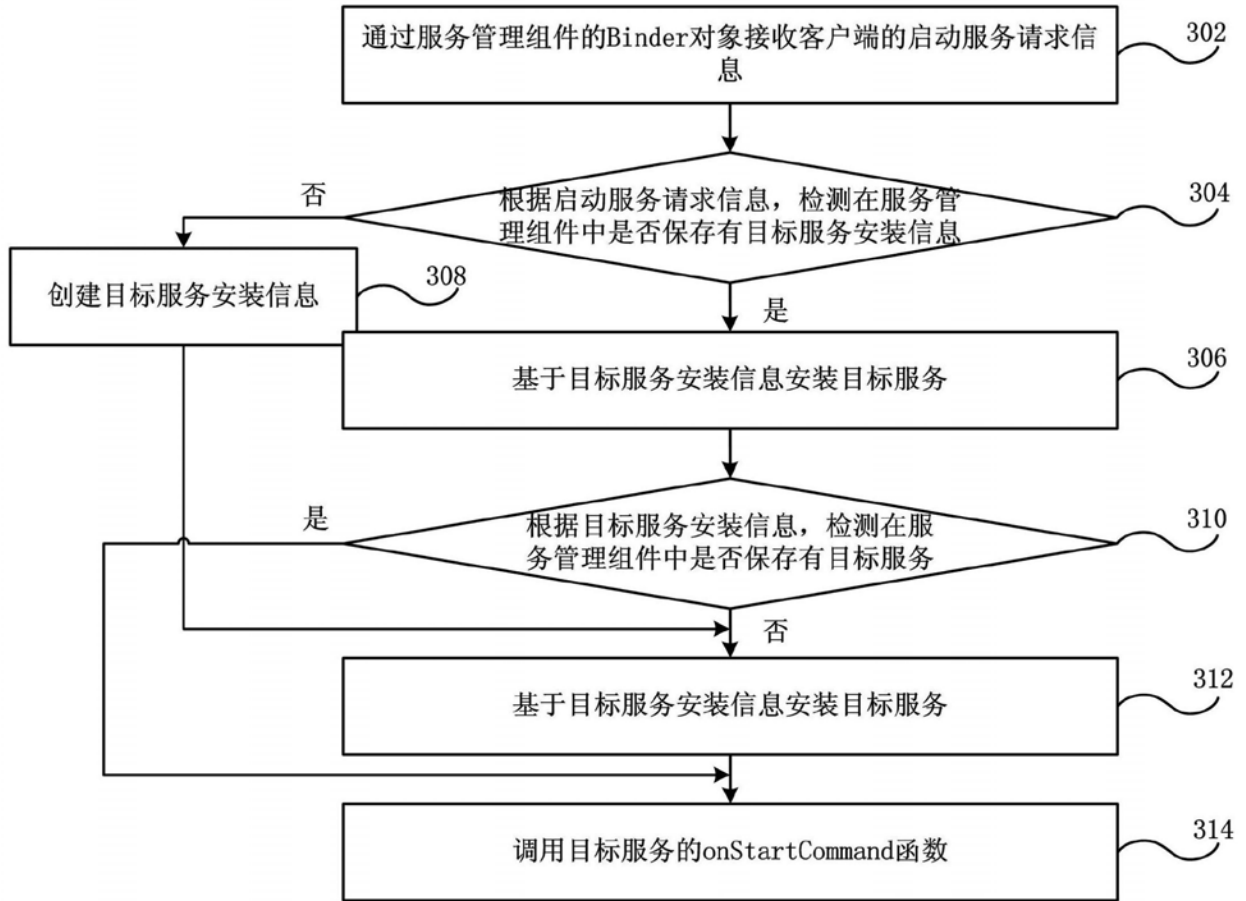 通过服务管理组件的Binder对象接收客户端的启动服务请求信
息
302
否
根据启动服务请求信息，检测在服务管
理组件中是否保存有目标服务安装信息
304
创建目标服务安装信息
308
是
基于目标服务安装信息安装目标服务
306
是
根据目标服务安装信息，检测在服
务管理组件中是否保存有目标服务
310
否
基于目标服务安装信息安装目标服务
312
调用目标服务的onStartCommand函数
314